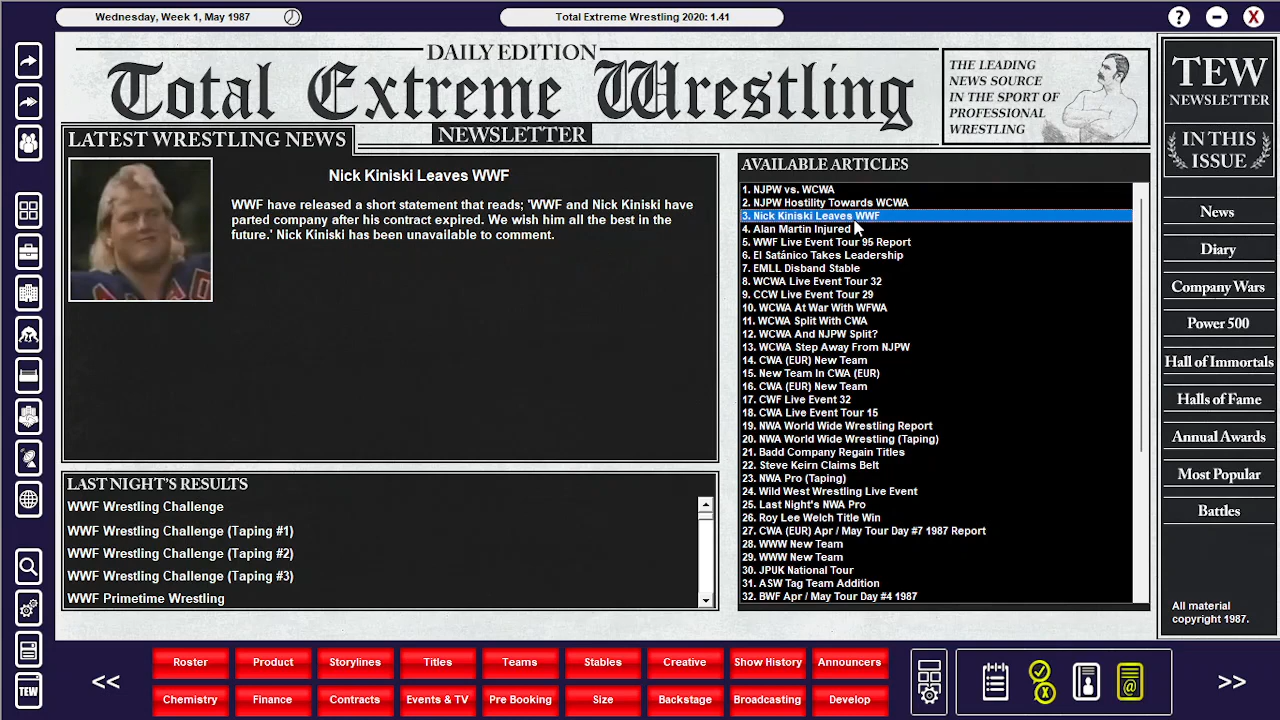 Wednesday, Week 1, May 1987
Total Extreme Wrestling 2020: 1.41
?
X
DAILY EDITION
Total Extreme Wrestling
NEWSLETTER
THE LEADING
NEWS SOURCE
IN THE SPORT OF
PROFESSIONAL
WRESTLING
TEW
NEWSLETTER
IN THIS
ISSUE
News
Diary
Company Wars
Power 500
Hall of Immortals
Halls of Fame
Annual Awards
Most Popular
Battles
All material
copyright 1987.
LATEST WRESTLING NEWS
Nick Kiniski Leaves WWF
WWF have released a short statement that reads; 'WWF and Nick Kiniski have
parted company after his contract expired. We wish him all the best in the
future.' Nick Kiniski has been unavailable to comment.
AVAILABLE ARTICLES
1. NJPW vs. WCWA
2. NJPW Hostility Towards WCWA
3. Nick Kiniski Leaves WWF
4. Alan Martin Injured
5. WWF Live Event Tour 95 Report
6. El Satánico Takes Leadership
7. EMLL Disband Stable
8. WCWA Live Event Tour 32
9. CCW Live Event Tour 29
10. WCWA At War With WFWA
11. WCWA Split With CWA
12. WCWA And NJPW Split?
13. WCWA Step Away From NJPW
14. CWA (EUR) New Team
15. New Team In CWA (EUR)
16. CWA (EUR) New Team
17. CWF Live Event 32
18. CWA Live Event Tour 15
19. NWA World Wide Wrestling Report
20. NWA World Wide Wrestling (Taping)
21. Badd Company Regain Titles
22. Steve Keirn Claims Belt
23. NWA Pro (Taping)
24. Wild West Wrestling Live Event
25. Last Night's NWA Pro
26. Roy Lee Welch Title Win
27. CWA (EUR) Apr / May Tour Day #7 1987 Report
28. WWW New Team
29. WWW New Team
30. JPUK National Tour
31. ASW Tag Team Addition
32. BWF Apr / May Tour Day #4 1987
LAST NIGHT'S RESULTS
WWF Wrestling Challenge
WWF Wrestling Challenge (Taping #1)
WWF Wrestling Challenge (Taping #2)
WWF Wrestling Challenge (Taping #3)
WWF Primetime Wrestling
TEW
<<
Roster
Product
Storylines
Titles
Teams
Stables
Creative
Show History
Announcers
Chemistry
Finance
Contracts
Events & TV
Pre Booking
Size
Backstage
Broadcasting
Develop
@
>>